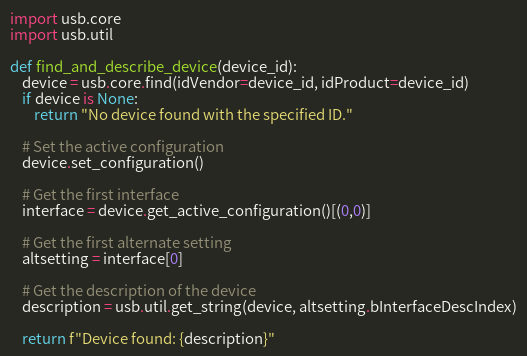 import usb.core
import usb.util
def find_and_describe_device(device_id):
device = usb.core.find(idVendor=device_id, idProduct=device_id)
if device is None:
return "No device found with the specified ID."
# Set the active configuration
device.set_configuration()
# Get the first interface
interface = device.get_active_configuration()[(0,0)]
# Get the first alternate setting
altsetting = interface[0]
# Get the description of the device
description = usb.util.get_string(device, altsetting.bInterfaceDescIndex)
return f"Device found: {description}"